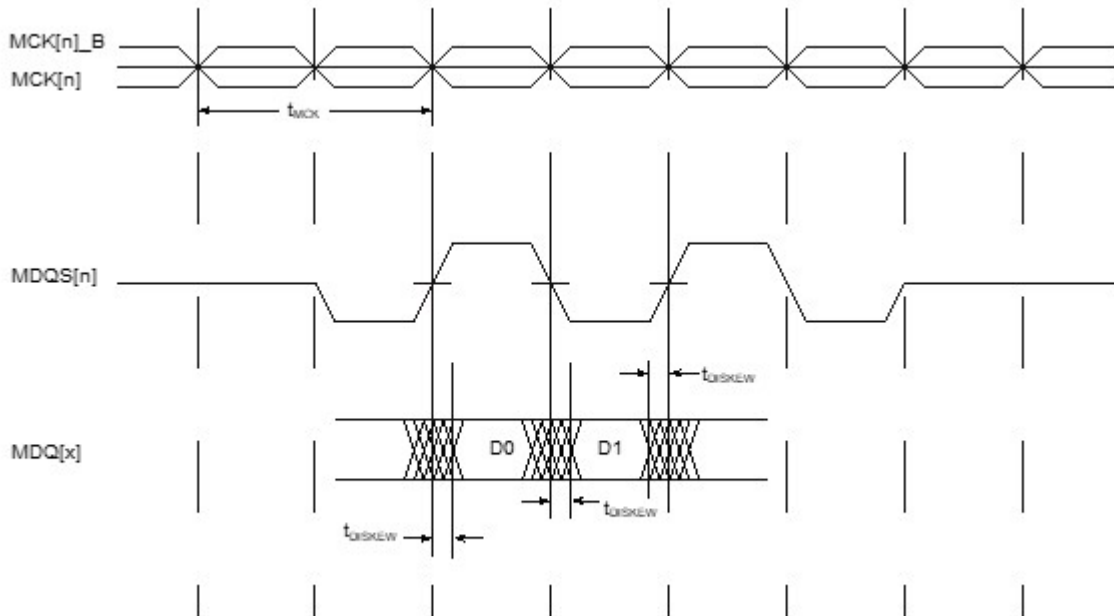 MCK[n]_B
MCK[n]
tMCK
MDQS[n]
tDISKEW
MDQ[x]
D0
D1
tDISKEW
tDISKEW